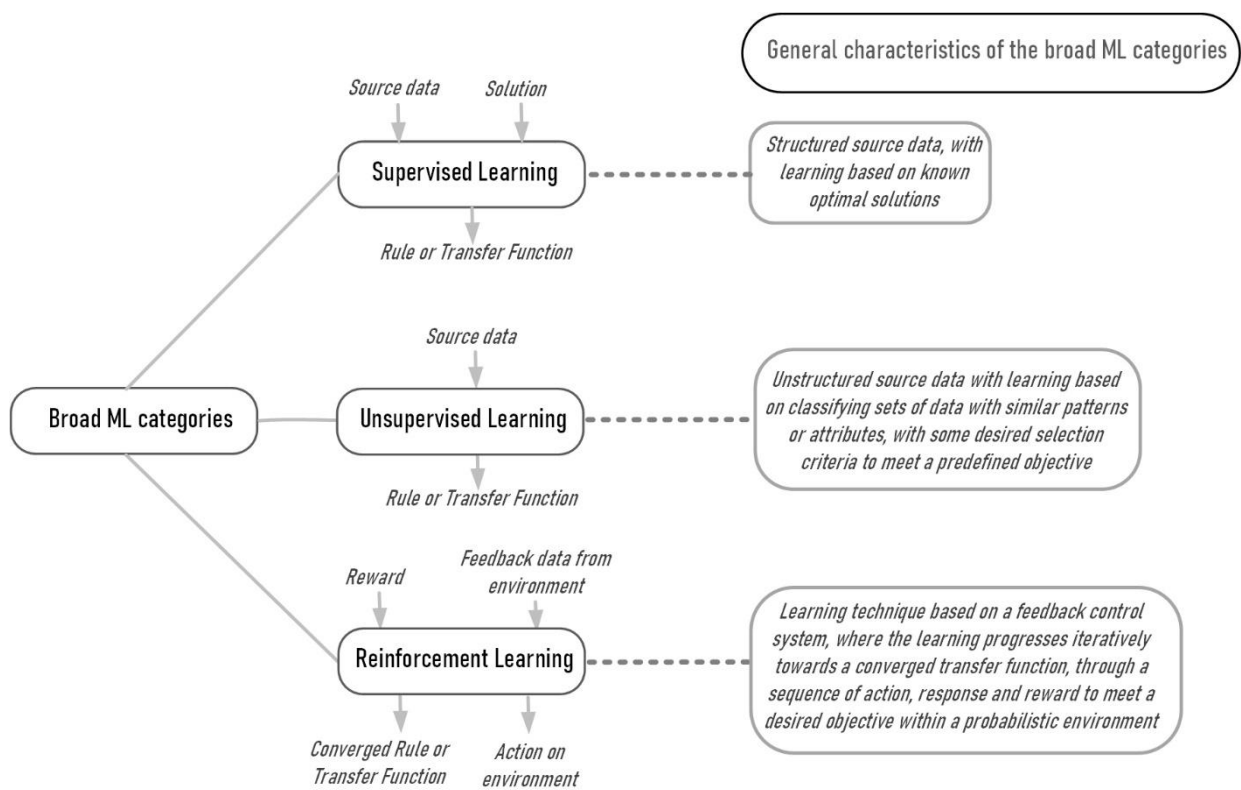 General characteristics of the broad ML categories
Source data
Solution
Supervised Learning
Structured source data, with
learning based on known
optimal solutions
Rule or Transfer Function
Source data
Broad ML categories
Unsupervised Learning
Unstructured source data with learning based
on classifying sets of data with similar patterns
or attributes, with some desired selection
criteria to meet a predefined objective
Rule or Transfer Function
Reward
Feedback data from
environment
Reinforcement Learning
Learning technique based on a feedback control
system, where the learning progresses iteratively
towards a converged transfer function, through a
sequence of action, response and reward to meet a
desired objective within a probabilistic environment
Converged Rule or
Transfer Function
Action on
environment